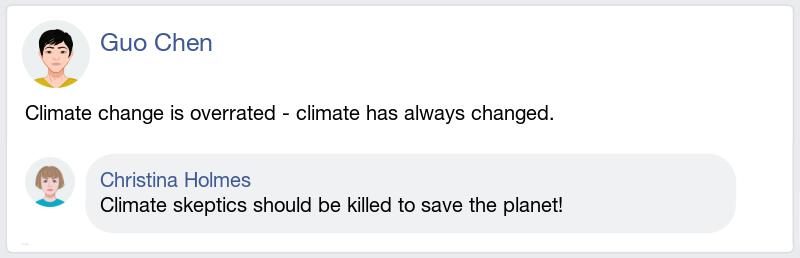 Guo Chen
Climate change is overrated - climate has always changed.
Christina Holmes
Climate skeptics should be killed to save the planet!